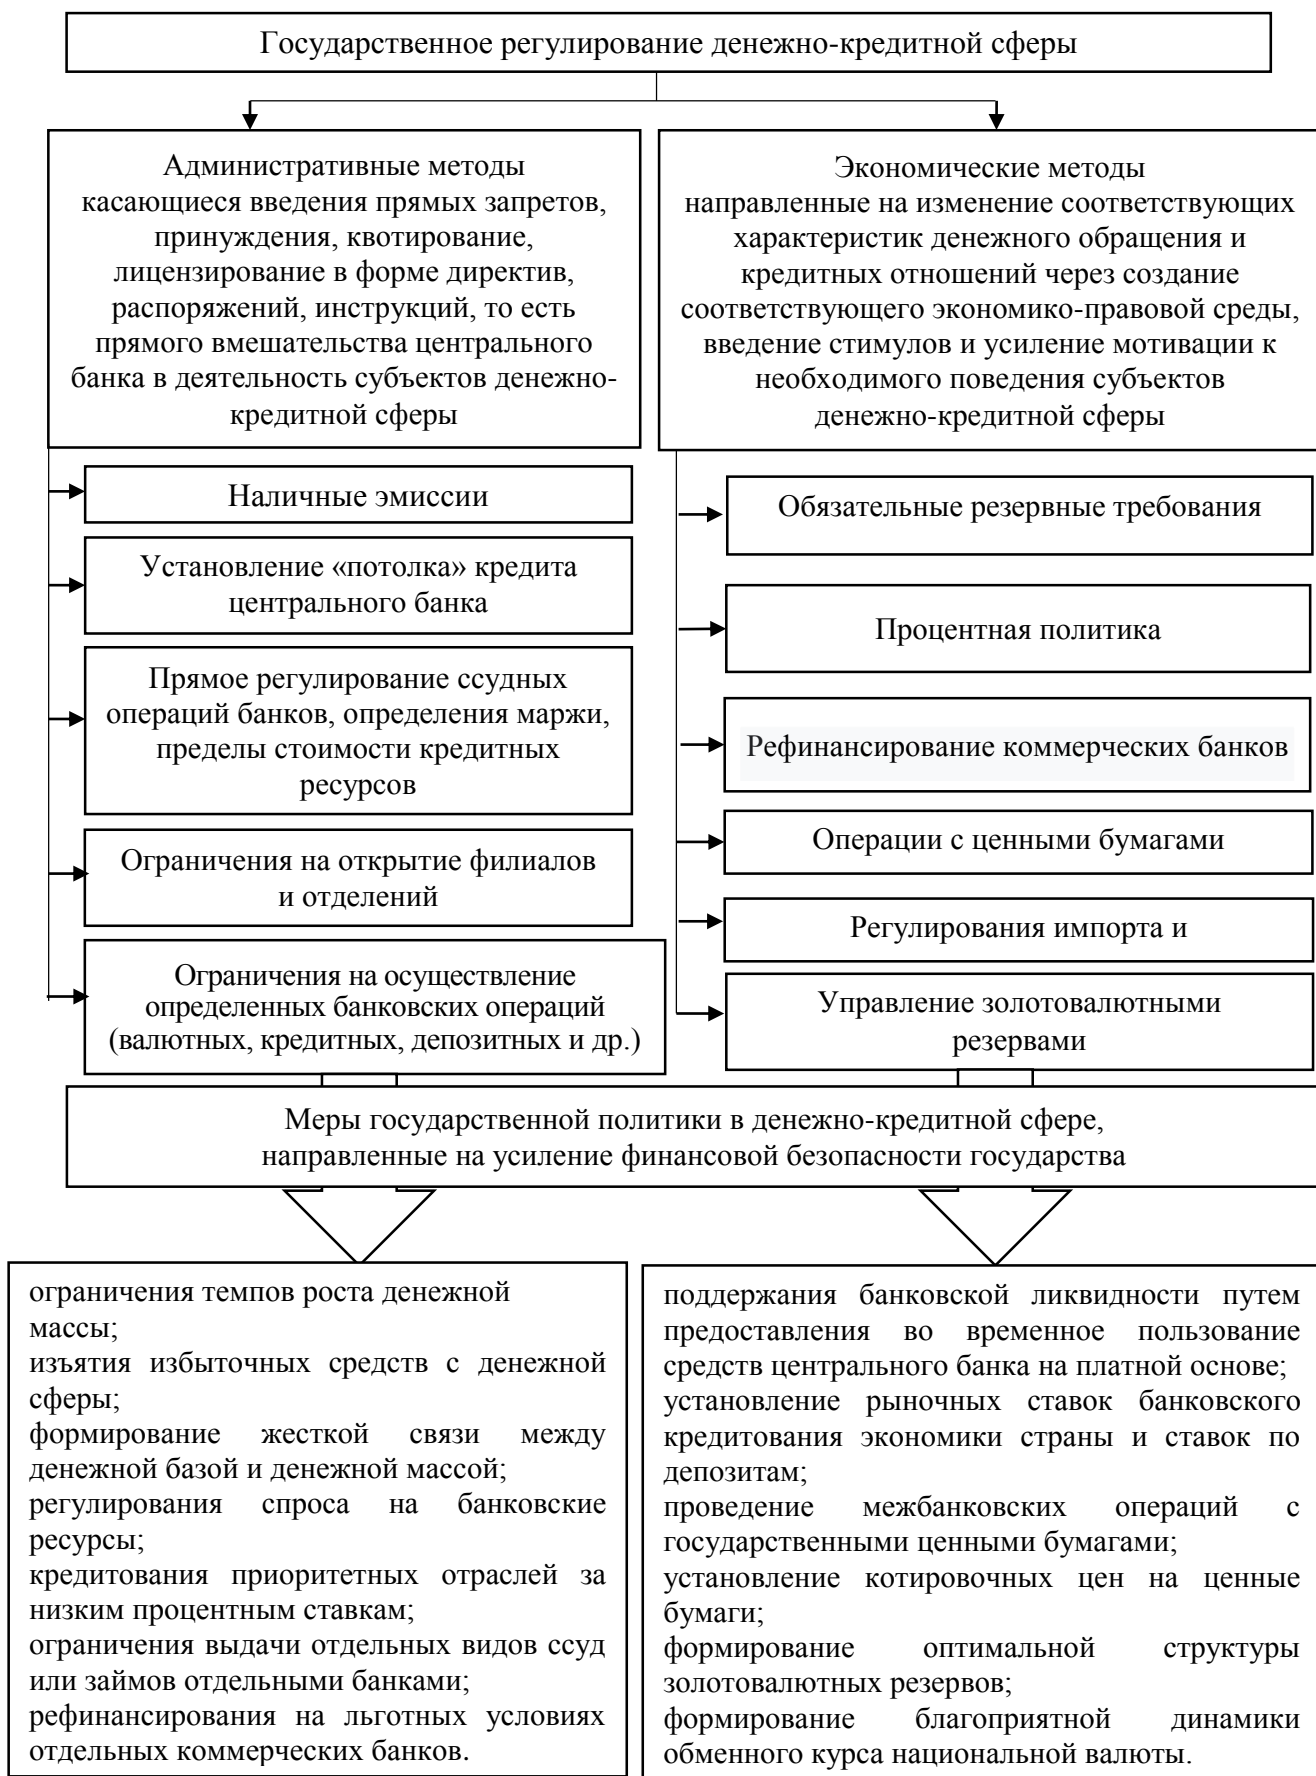 Государственное регулирование денежно-кредитной сферы
Административные методы
касающиеся введения прямых запретов,
принуждения, квотирование,
лицензирование в форме директив,
распоряжений, инструкций, то есть
прямого вмешательства центрального
банка в деятельность субъектов денежно-
кредитной сферы
Экономические методы
направленные на изменение соответствующих
характеристик денежного обращения и
кредитных отношений через создание
соответствующего экономико-правовой среды,
введение стимулов и усиление мотивации к
необходимого поведения субъектов
денежно-кредитной сферы
Наличные эмиссии
Установление «потолка» кредита
центрального банка
Прямое регулирование ссудных
операций банков, определения маржи,
пределы стоимости кредитных
ресурсов
Ограничения на открытие филиалов
и отделений
Ограничения на осуществление
определенных банковских операций
(валютных, кредитных, депозитных и др.)
Обязательные резервные требования
Процентная политика
Рефинансирование коммерческих банков
Операции с ценными бумагами
Регулирования импорта и
Управление золотовалютными
резервами
Меры государственной политики в денежно-кредитной сфере,
направленные на усиление финансовой безопасности государства
ограничения темпов роста денежной
массы;
изъятия избыточных средств с денежной
сферы;
формирование жесткой связи между
денежной базой и денежной массой;
регулирования спроса на банковские
ресурсы;
кредитования приоритетных отраслей за
низким процентным ставкам;
ограничения выдачи отдельных видов ссуд
или займов отдельными банками;
рефинансирования на льготных условиях
отдельных коммерческих банков.
поддержания банковской ликвидности путем
предоставления во временное пользование
средств центрального банка на платной основе;
установление рыночных ставок банковского
кредитования экономики страны и ставок по
депозитам;
проведение межбанковских операций с
государственными ценными бумагами;
установление котировочных цен на ценные
бумаги;
формирование оптимальной структуры
золотовалютных резервов;
формирование благоприятной динамики
обменного курса национальной валюты.